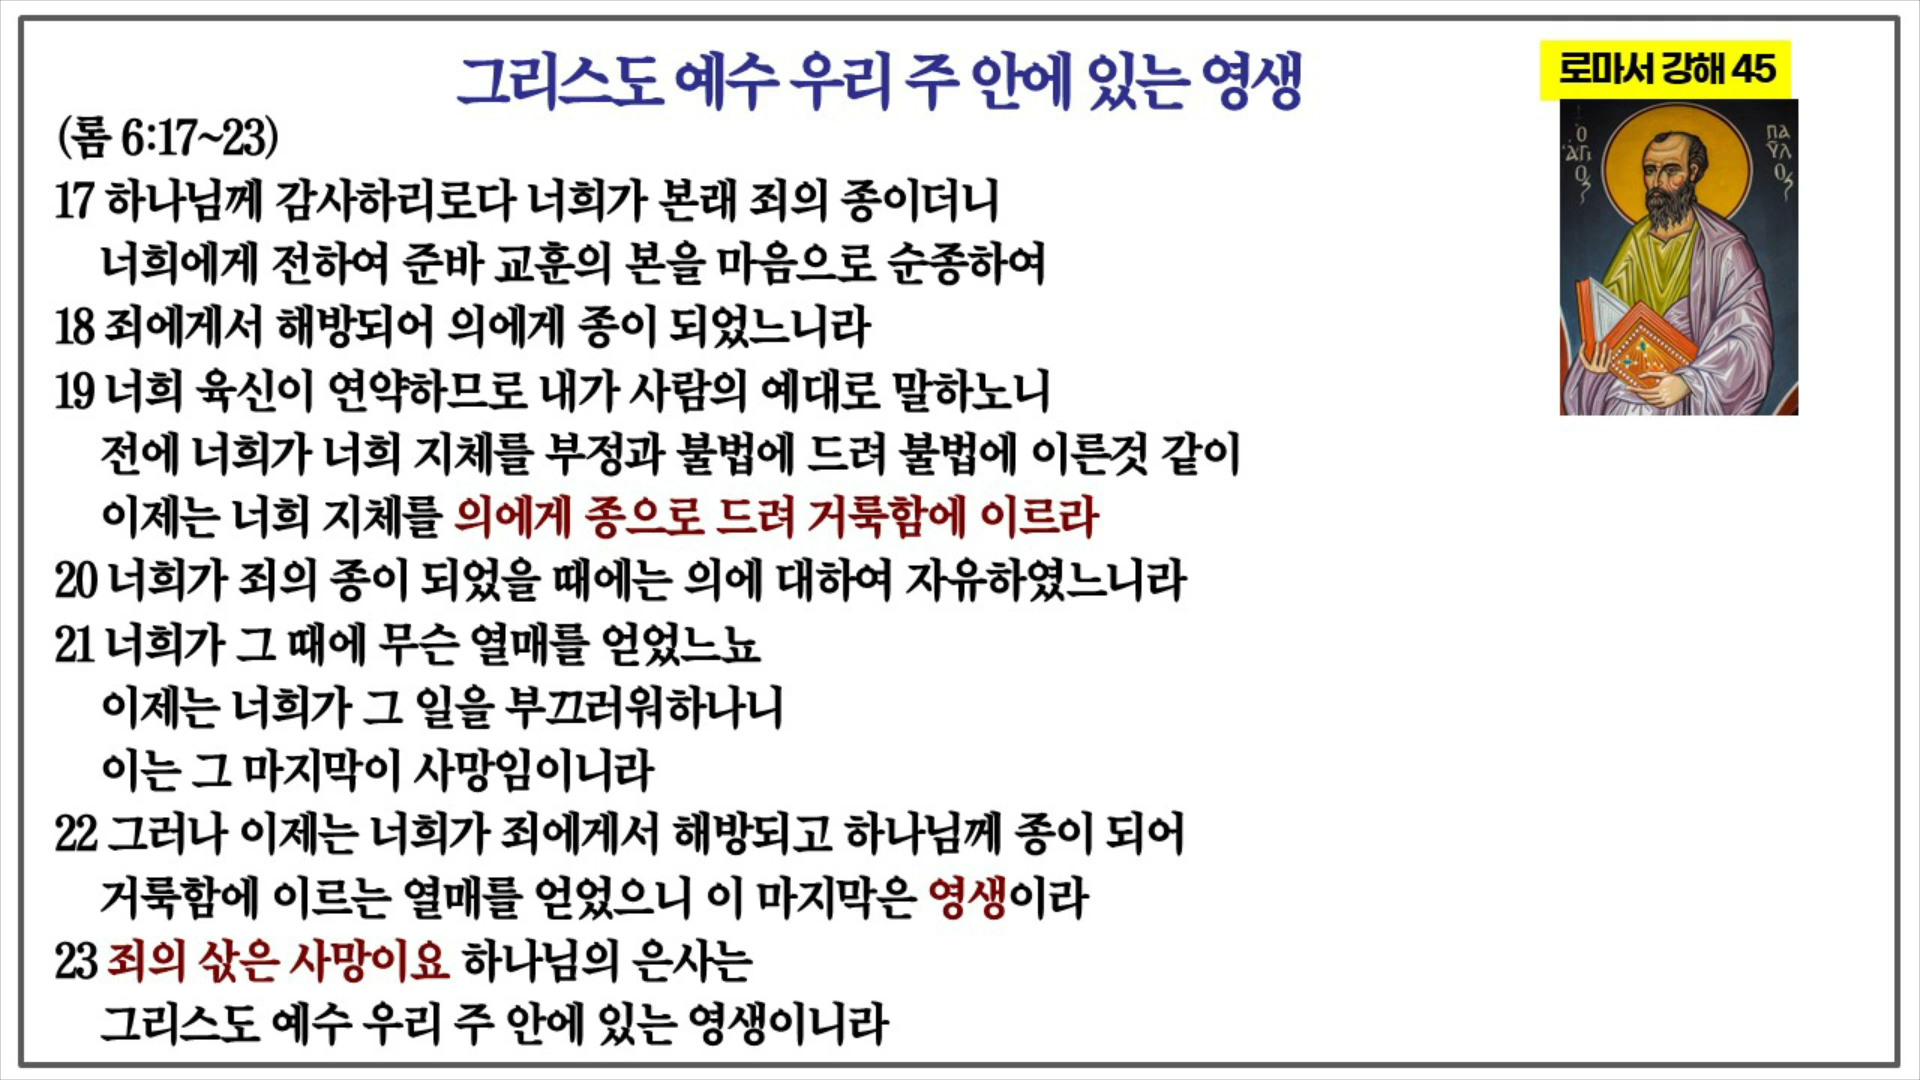 그리스도 예수 우리 주 안에 있는 영생
로마서 강해 45
(롬 6:17~23)
17 하나님께 감사하리로다 너희가 본래 죄의 종이더니
너희에게 전하여 준바 교훈의 본을 마음으로 순종하여
18 죄에게서 해방되어 의에게 종이 되었느니라
19 너희 육신이 연약하므로 내가 사람의 예대로 말하노니
전에 너희가 너희 지체를 부정과 불법에 드려 불법에 이른것 같이
이제는 너희 지체를 의에게 종으로 드려 거룩함에 이르라
20 너희가 죄의 종이 되었을 때에는 의에 대하여 자유하였느니라
21 너희가 그 때에 무슨 열매를 얻었느뇨
이제는 너희가 그 일을 부끄러워하나니
이는 그 마지막이 사망임이니라
22 그러나 이제는 너희가 죄에게서 해방되고 하나님께 종이 되어
거룩함에 이르는 열매를 얻었으니 이 마지막은 영생이라
23 죄의 삯은 사망이요 하나님의 은사는
그리스도 예수 우리 주 안에 있는 영생이니라